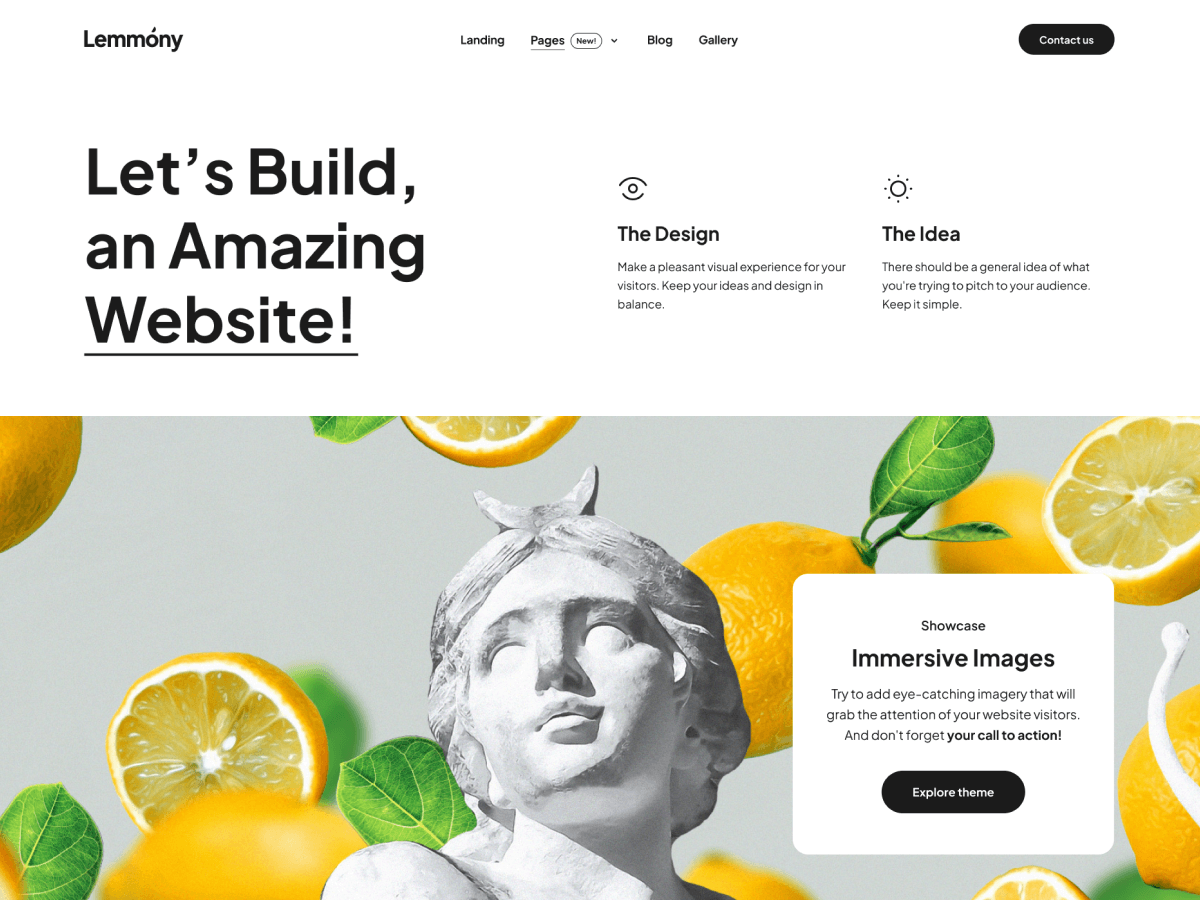 Lemmóny
Landing
Pages
New!
Blog
Gallery
Contact us
Let’s Build,
an Amazing
Website!
The Design
Make a pleasant visual experience for your
visitors. Keep your ideas and design in
balance.
The Idea
There should be a general idea of what
you're trying to pitch to your audience.
Keep it simple.
Showcase
Immersive Images
Try to add eye-catching imagery that will
grab the attention of your website visitors.
And don't forget your call to action!
Explore theme